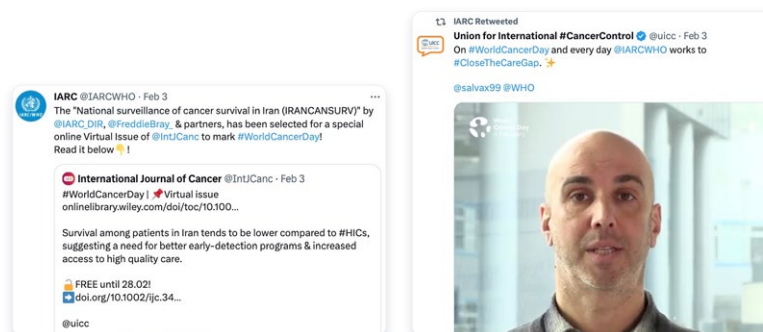 IARC @IARCWHO · Feb 3
The "National surveillance of cancer survival in Iran (IRANCANSURV)" by
@IARC_DIR, @FreddieBray_ & partners, has been selected for a special
online Virtual Issue of @IntJCanc to mark #WorldCancerDay!
Read it below👇 !
International Journal of Cancer @IntJCanc · Feb 3
#WorldCancerDay | 📌Virtual issue
onlinelibrary.wiley.com/doi/toc/10.100...
Survival among patients in Iran tends to be lower compared to #HICs,
suggesting a need for better early-detection programs & increased
access to high quality care.
🔓FREE until 28.02!
➡️doi.org/10.1002/ijc.34...
@uicc
IARC Retweeted
Union for International #CancerControl @uicc · Feb 3
On #WorldCancerDay and every day @IARCWHO works to
#CloseTheCareGap. ✨
@salvax99 @WHO
World
Cancer Day